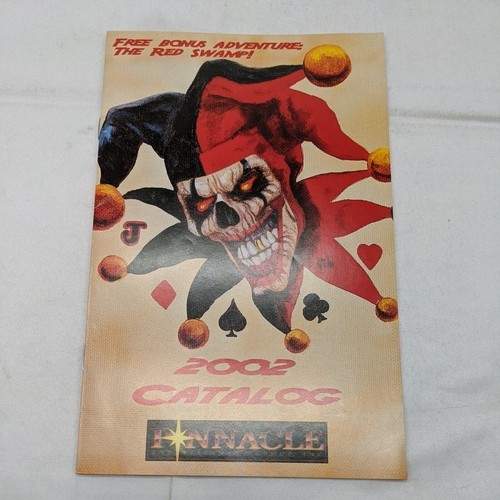 Free bonus adventure:
The Red Swamp!
J
2002
Catalog
PINNACLE